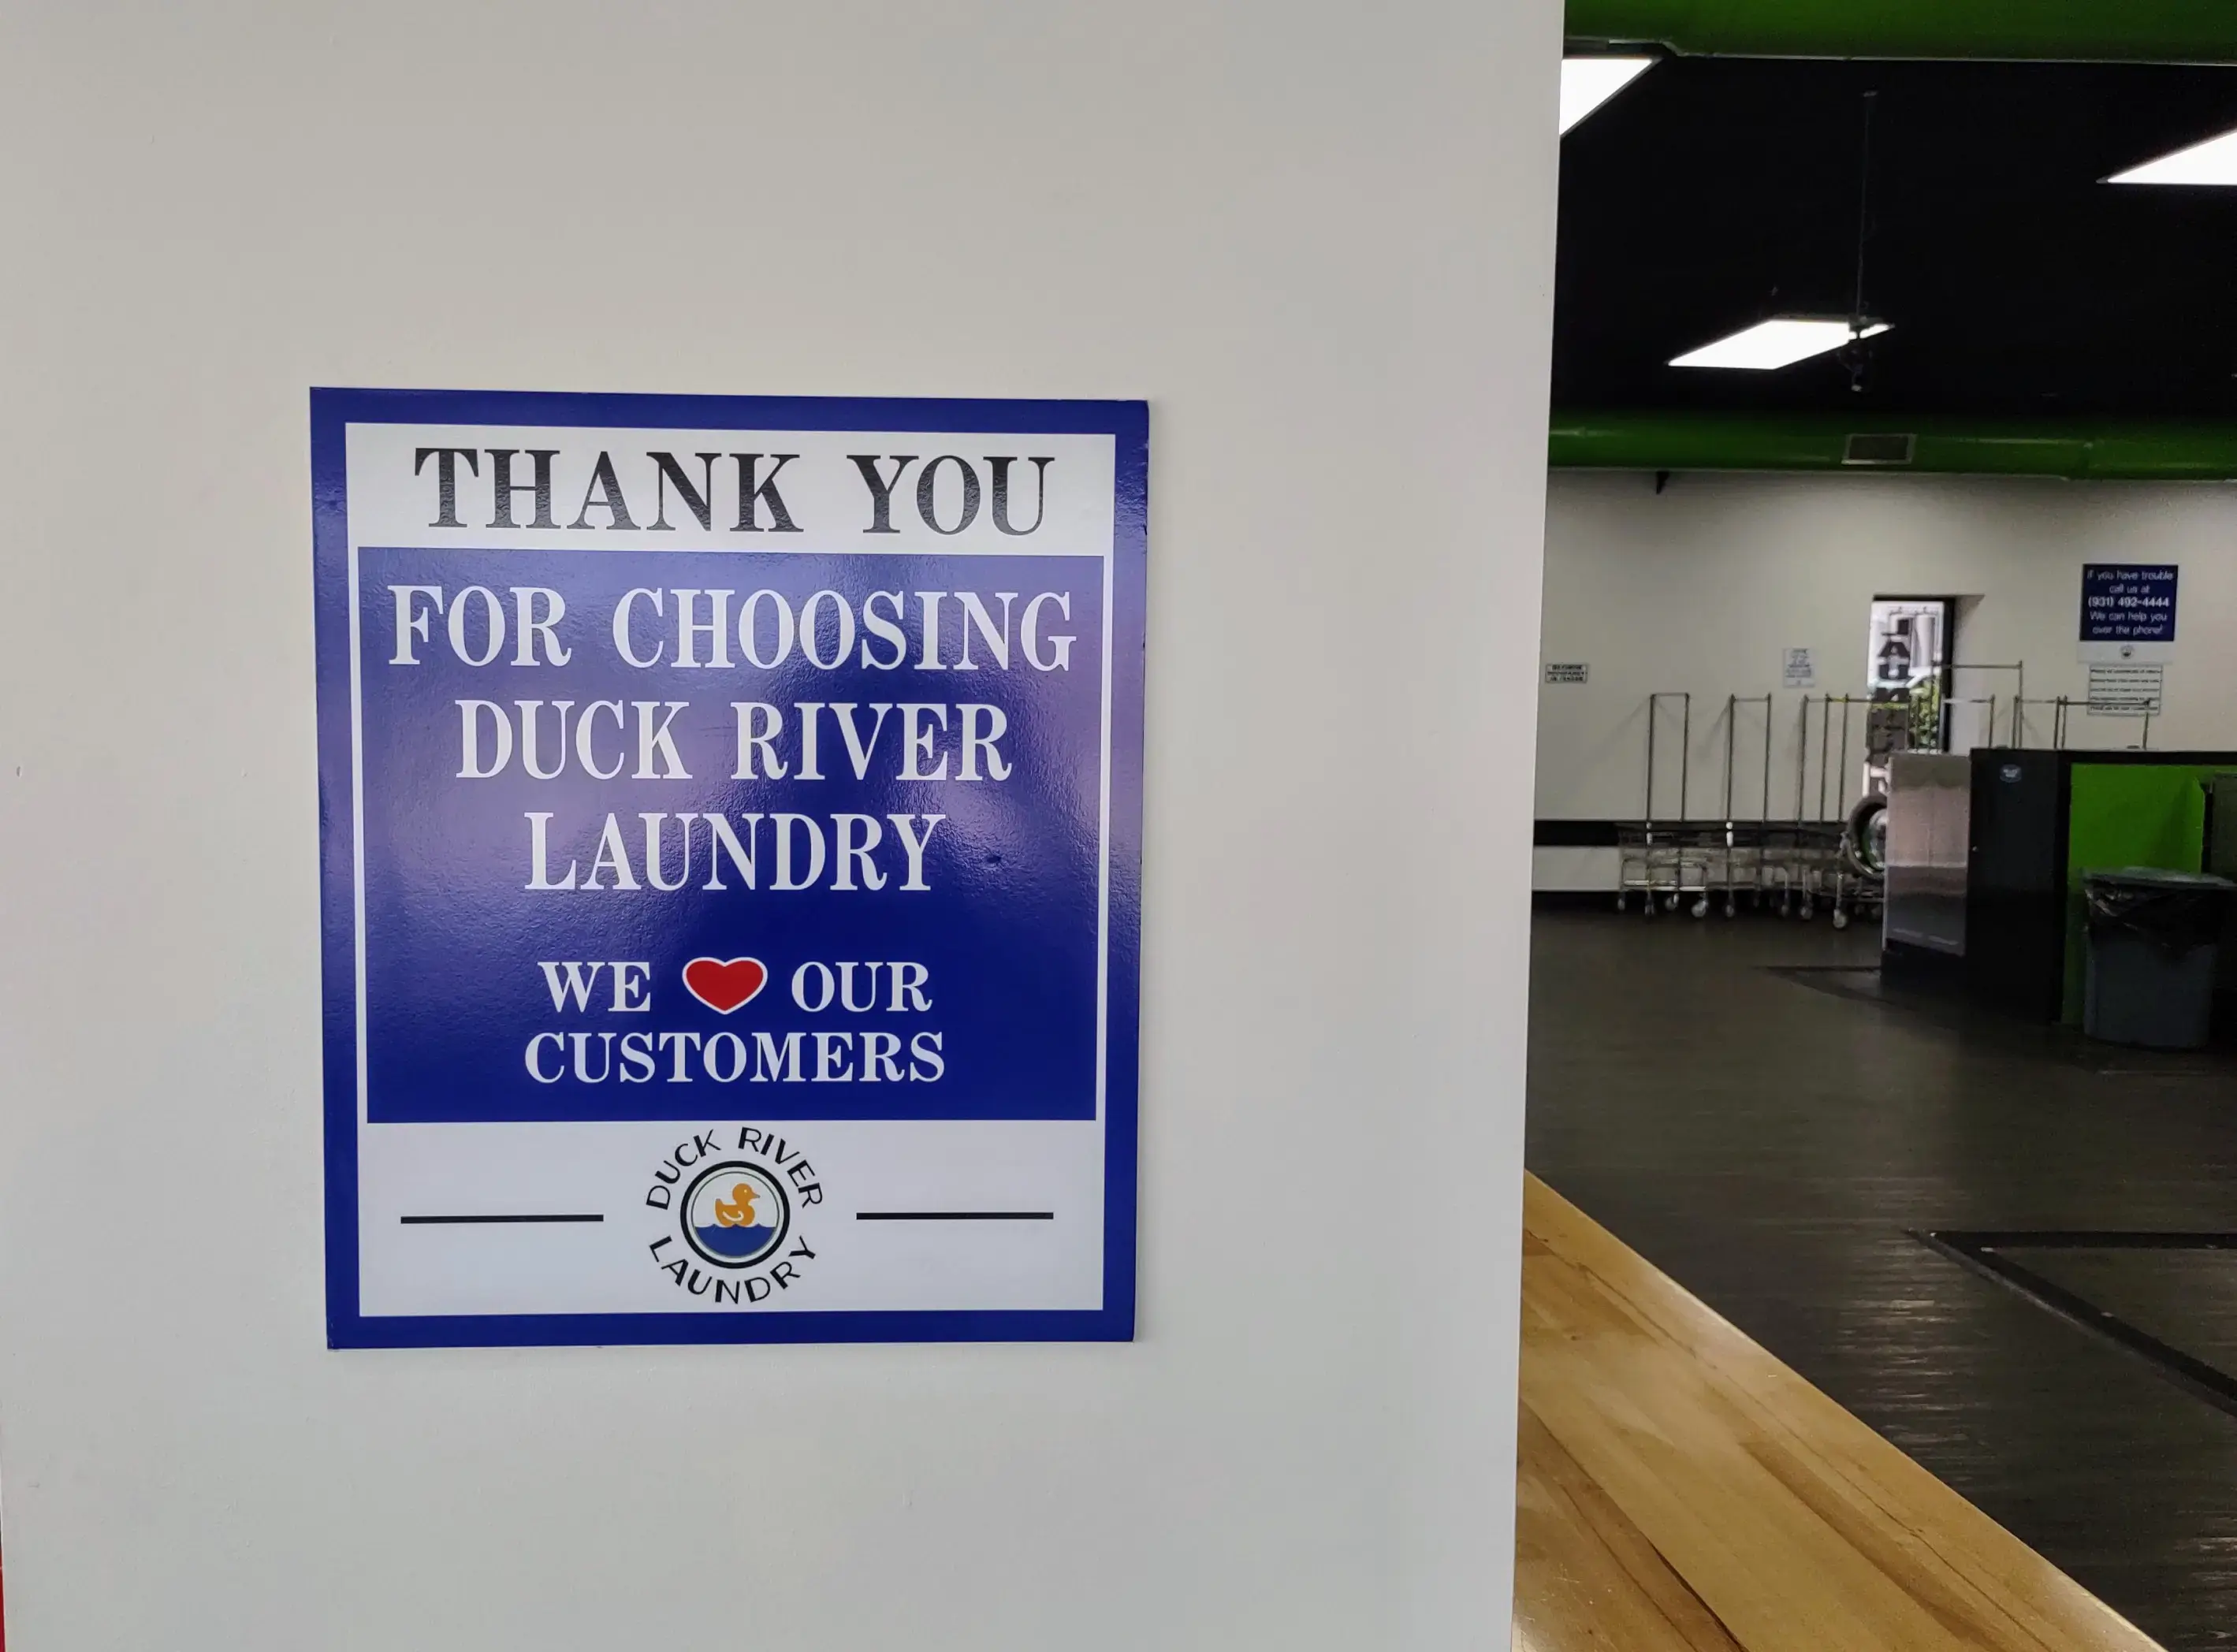 THANK YOU
FOR CHOOSING
DUCK RIVER
LAUNDRY
WE OUR
CUSTOMERS
DUCK RIVER
LAUNDRY
If you have trouble
call us at
(931) 492-4444
We can help you
over the phone!